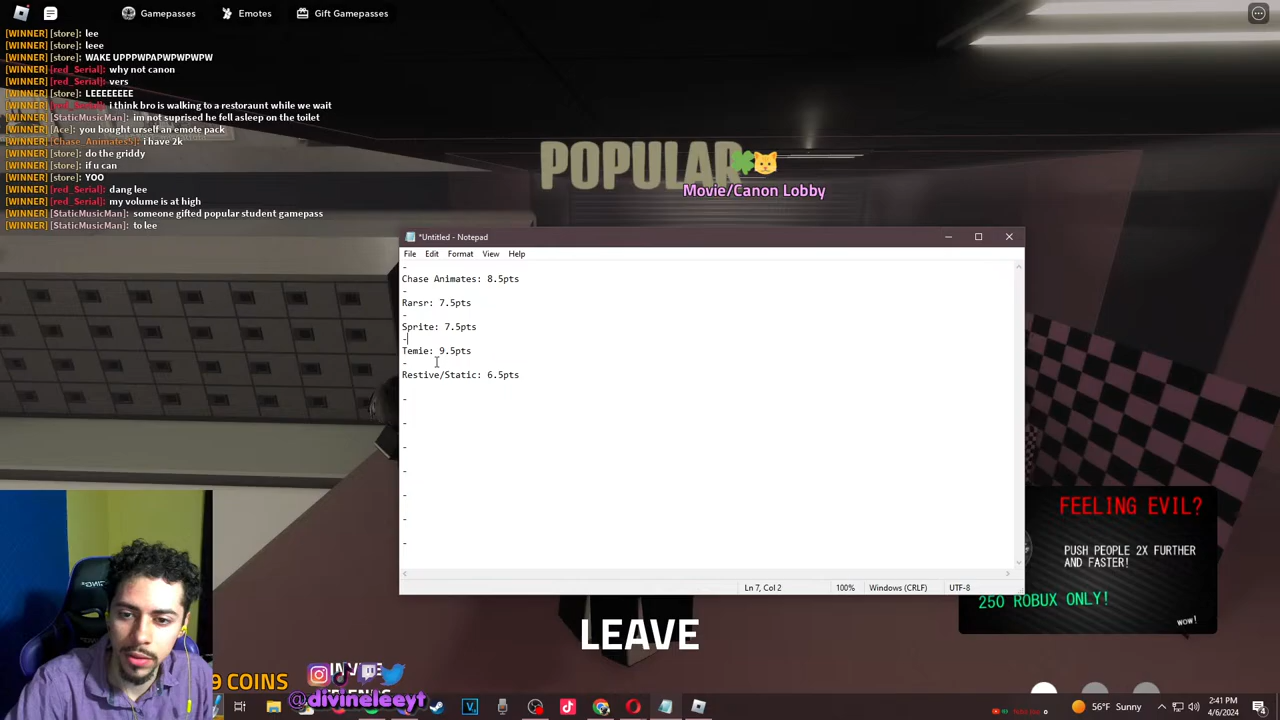 Gamepasses Emotes Gift Gamepasses
[WINNER] [store]: lee
[WINNER] [store]: leee
[WINNER] [store]: WAKE UPPPWPAPWPWPWPW
[WINNER] [red_Serial]: why not canon
[WINNER] [red_Serial]: vers
[WINNER] [store]: LEEEEEEEE
[WINNER] [red_Serial]: i think bro is walking to a restoraunt while we wait
[WINNER] [StaticMusicMan]: im not suprised he fell asleep on the toilet
[WINNER] [Ace]: you bought urself an emote pack
[WINNER] [Chase_Animates5]: i have 2k
[WINNER] [store]: do the griddy
[WINNER] [store]: if u can
[WINNER] [store]: YOO
[WINNER] [red_Serial]: dang lee
[WINNER] [red_Serial]: my volume is at high
[WINNER] [StaticMusicMan]: someone gifted popular student gamepass
[WINNER] [StaticMusicMan]: to lee
POPULAR
Movie/Canon Lobby
*Untitled - Notepad
File Edit Format View Help
-
Chase Animates: 8.5pts
-
Rarsr: 7.5pts
-
Sprite: 7.5pts
-
Temie: 9.5pts
-
Restive/Static: 6.5pts
-
-
-
-
-
-
-
Ln 7, Col 2 100% Windows (CRLF) UTF-8
FEELING EVIL?
PUSH PEOPLE 2X FURTHER
AND FASTER!
250 ROBUX ONLY!
wow!
LEAVE
9 COINS
INVITE
@divineleeyt
56°F Sunny
2:41 PM
4/6/2024